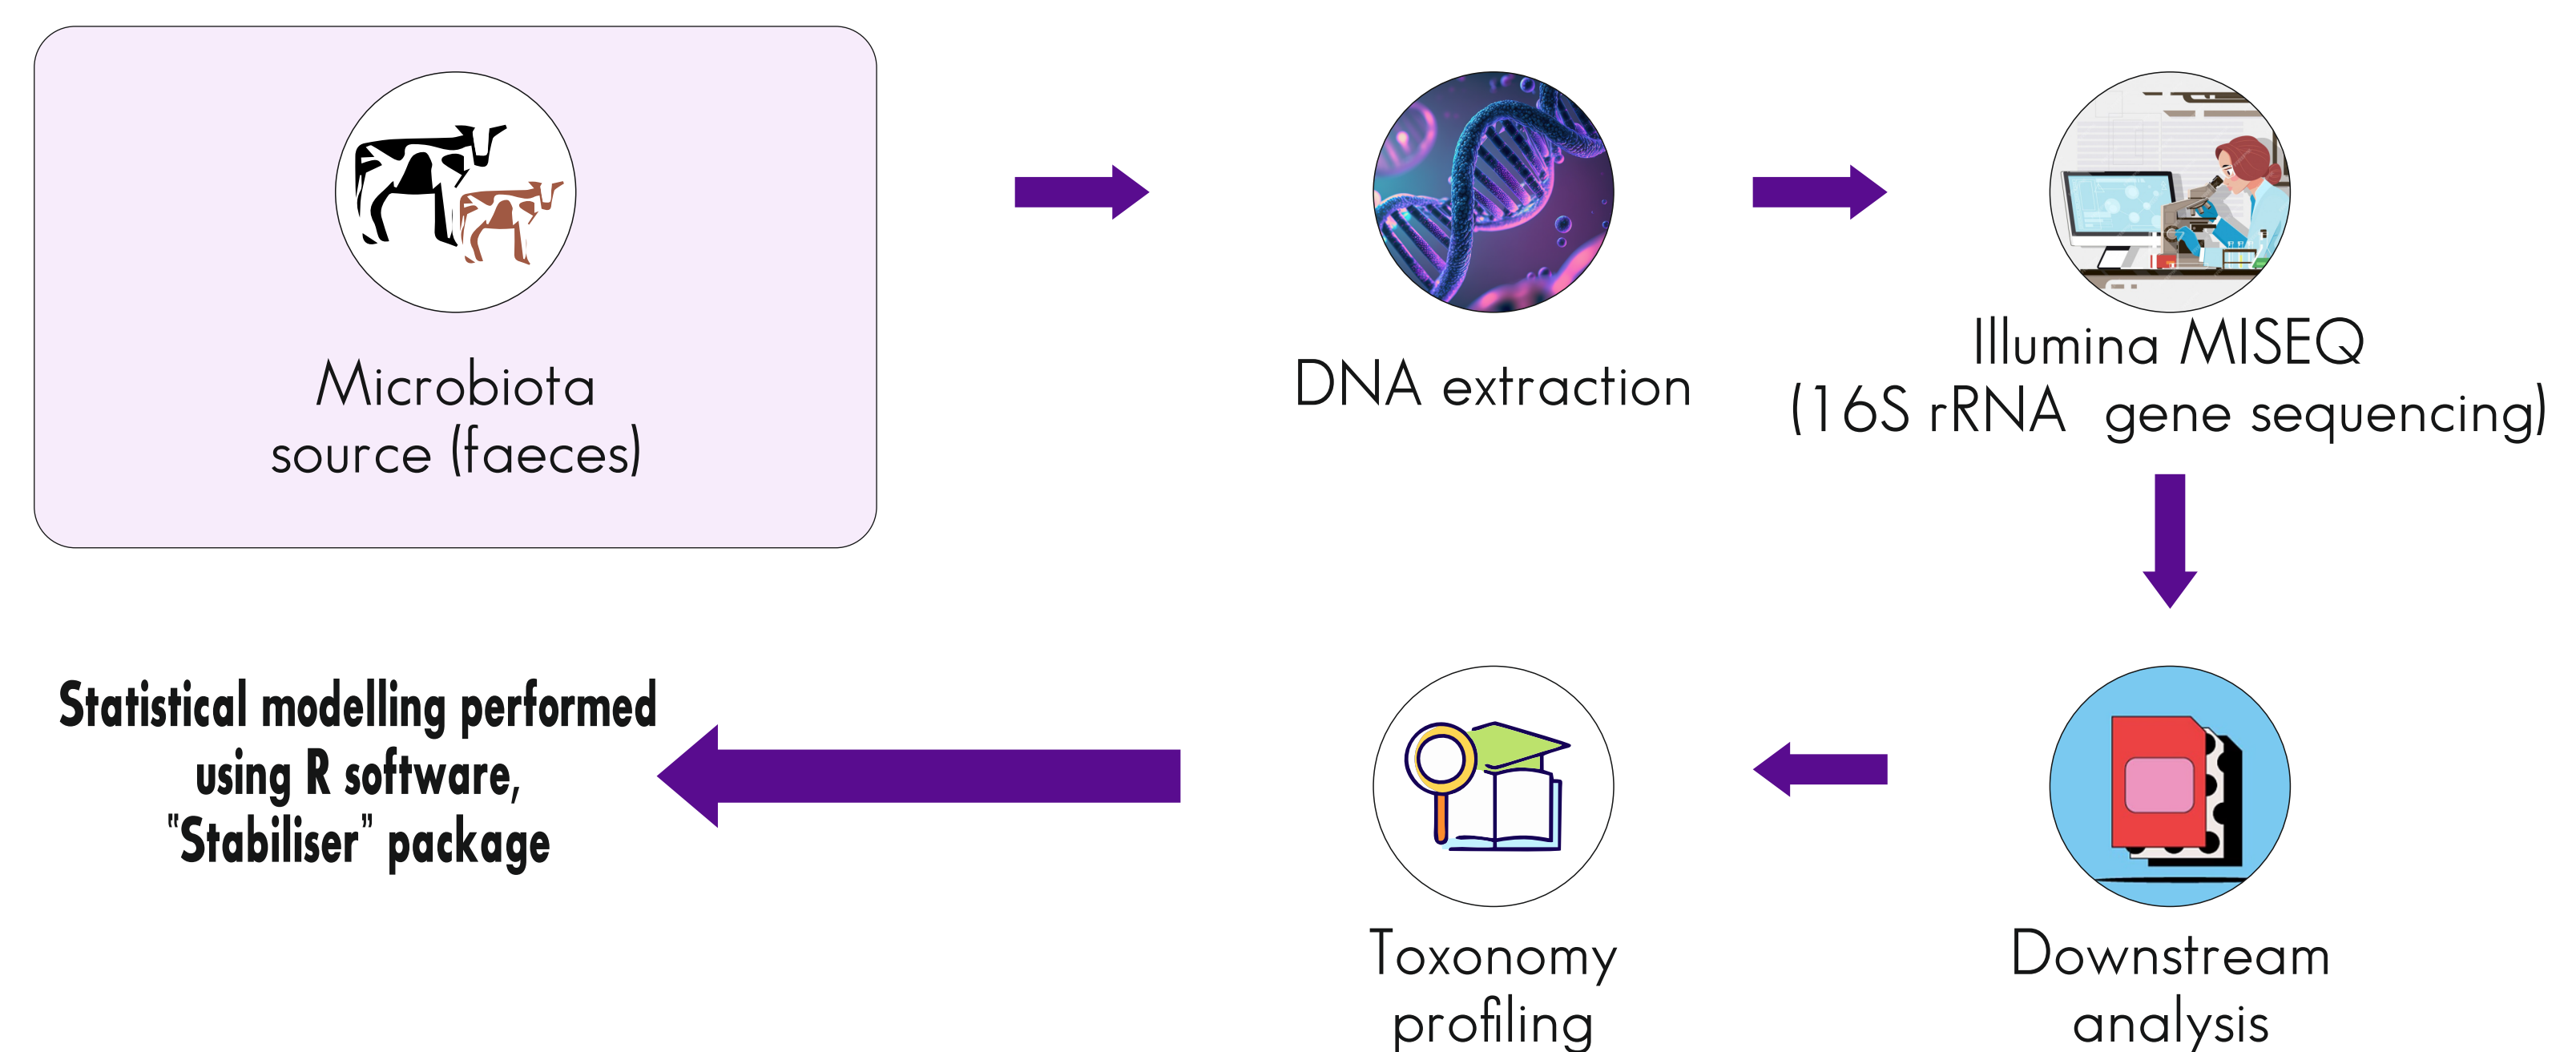 Microbiota
source (faeces)
DNA extraction
Illumina MISEQ
(16S rRNA  gene sequencing)
Statistical modelling performed
using R software,
"Stabiliser" package
Toxonomy
profiling
Downstream
analysis